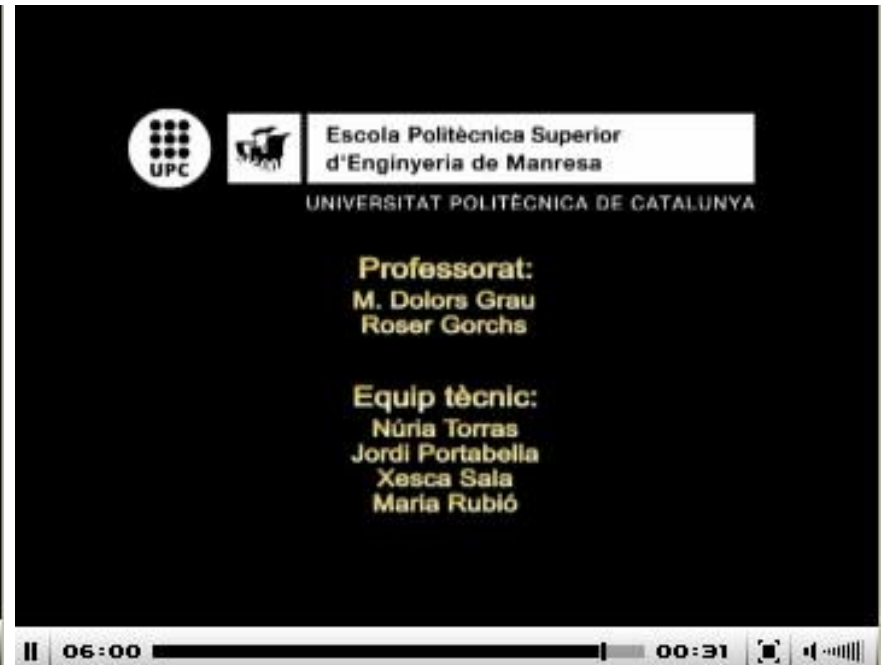 UPC
Escola Politècnica Superior
d'Enginyeria de Manresa
UNIVERSITAT POLITÈCNICA DE CATALUNYA
Professorat:
M. Dolors Grau
Roser Gorchs
Equip tècnic:
Núria Torras
Jordi Portabella
Xesca Sala
Maria Rubió
06:00 00:31